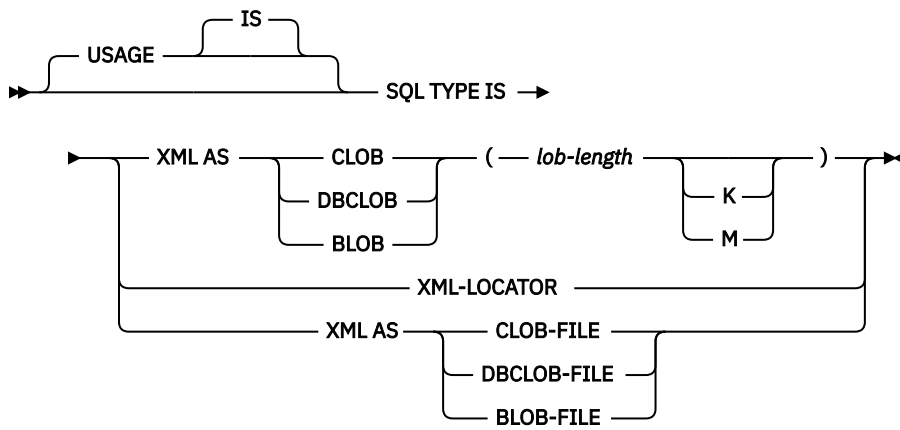 IS
USAGE
SQL TYPE IS
XML AS CLOB ( lob-length )
DBCLOB K
BLOB M
XML-LOCATOR
XML AS CLOB-FILE
DBCLOB-FILE
BLOB-FILE